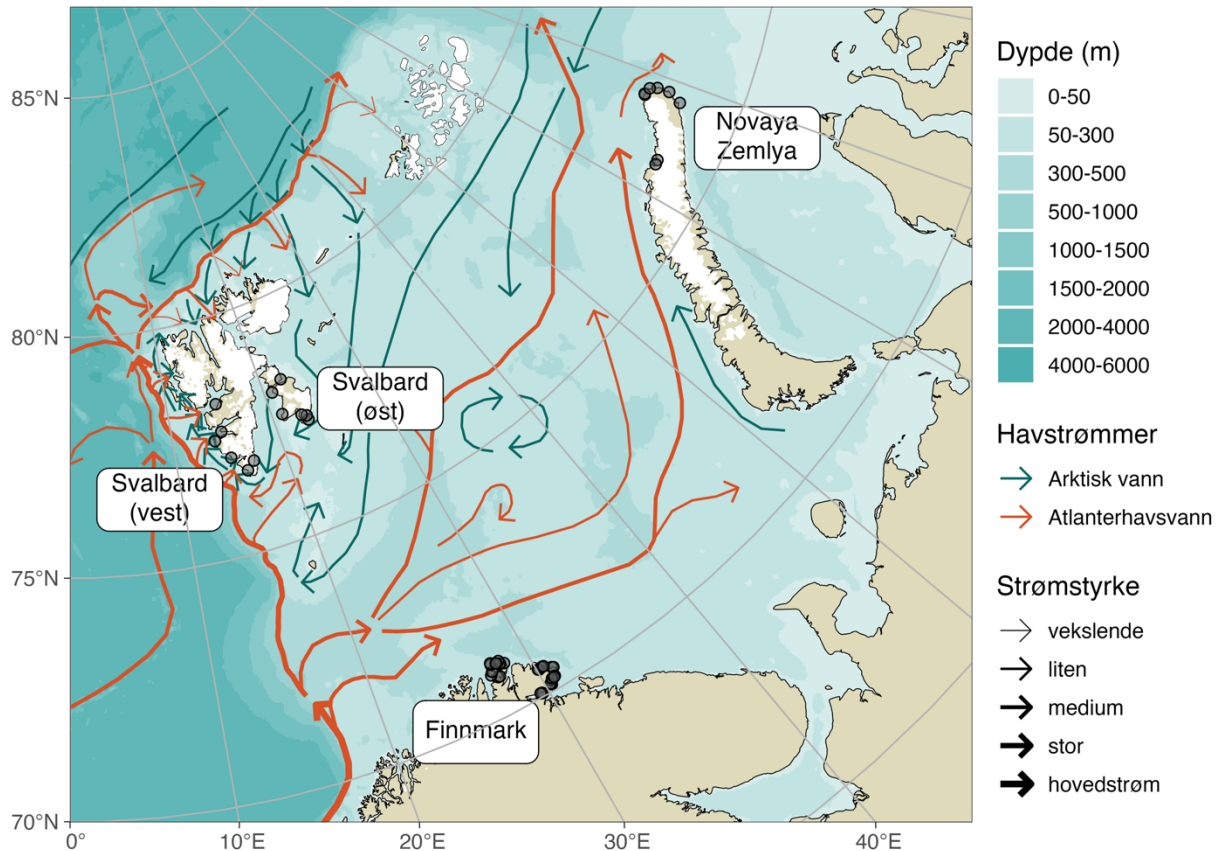 85°N
80°N
75°N
70°N
0°
10°E
20°E
30°E
40°E
Novaya
Zemlya
Svalbard
(øst)
Svalbard
(vest)
Finnmark
Dypde (m)
0-50
50-300
300-500
500-1000
1000-1500
1500-2000
2000-4000
4000-6000
Havstrømmer
Arktisk vann
Atlanterhavsvann
Strømstyrke
vekslende
liten
medium
stor
hovedstrøm